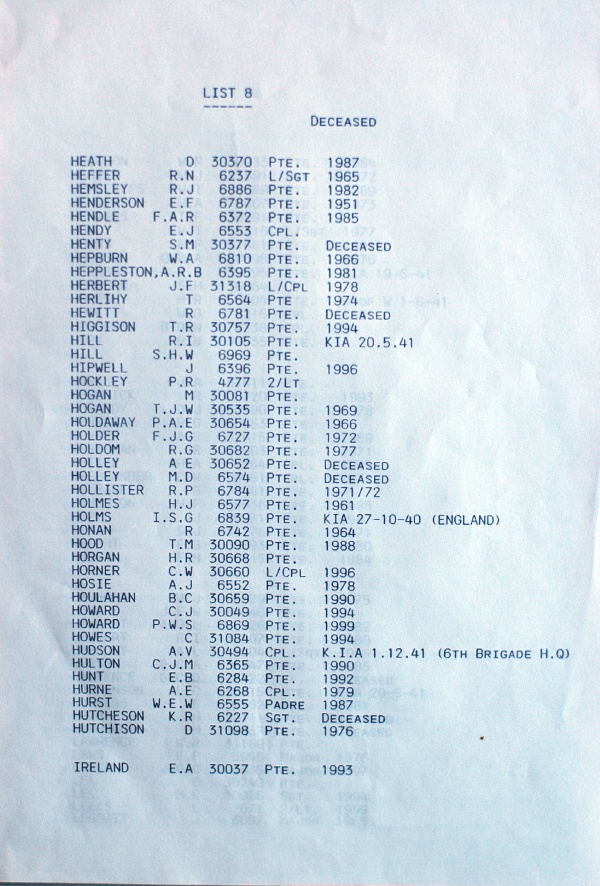 LIST 8
------
DECEASED
HEATH D 30370 PTE. 1987
HEFFER R.N 6237 L/SGT 1965
HEMSLEY R.J 6886 PTE. 1982
HENDERSON E.F 6787 PTE. 1951
HENDLE F.A.R 6372 PTE. 1985
HENDY E.J 6553 CPL.
HENTY S.M 30377 PTE. DECEASED
HEPBURN W.A 6810 PTE. 1966
HEPPLESTON,A.R.B 6395 PTE. 1981
HERBERT J.F 31318 L/CPL 1978
HERLIHY T 6564 PTE 1974
HEWITT R 6781 PTE. DECEASED
HIGGISON T.R 30757 PTE. 1994
HILL R.I 30105 PTE. KIA 20.5.41
HILL S.H.W 6969 PTE.
HIPWELL J 6396 PTE. 1996
HOCKLEY P.R 4777 2/LT
HOGAN M 30081 PTE.
HOGAN T.J.W 30535 PTE. 1969
HOLDAWAY P.A.E 30654 PTE. 1966
HOLDER F.J.G 6727 PTE. 1972
HOLDOM R.G 30682 PTE. 1977
HOLLEY A E 30652 PTE. DECEASED
HOLLEY M.D 6574 PTE. DECEASED
HOLLISTER R.P 6784 PTE. 1971/72
HOLMES H.J 6577 PTE. 1961
HOLMS I.S.G 6839 PTE. KIA 27-10-40 (ENGLAND)
HONAN R 6742 PTE. 1964
HOOD T.M 30090 PTE. 1988
HORGAN H.R 30668 PTE.
HORNER C.W 30660 L/CPL 1996
HOSIE A.J 6552 PTE. 1978
HOULAHAN B.C 30659 PTE. 1990
HOWARD C.J 30049 PTE. 1994
HOWARD P.W.S 6869 PTE. 1999
HOWES C 31084 PTE. 1994
HUDSON A.V 30494 CPL. K.I.A 1.12.41 (6TH BRIGADE H.Q)
HULTON C.J.M 6365 PTE. 1990
HUNT E.B 6284 PTE. 1992
HURNE A.E 6268 CPL. 1979
HURST W.E.W 6555 PADRE 1987
HUTCHESON K.R 6227 SGT. DECEASED
HUTCHISON D 31098 PTE. 1976
IRELAND E.A 30037 PTE. 1993